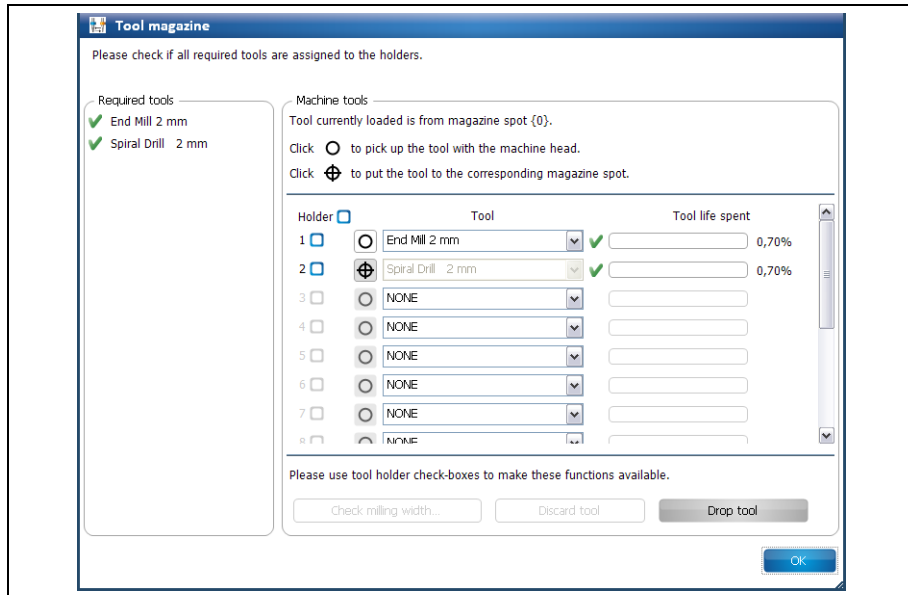 Tool magazine
Please check if all required tools are assigned to the holders.
Required tools
End Mill 2 mm
Spiral Drill 2 mm
Machine tools
Tool currently loaded is from magazine spot {0}.
Click to pick up the tool with the machine head.
Click to put the tool to the corresponding magazine spot.
Holder Tool Tool life spent
1 End Mill 2 mm 0,70%
2 Spiral Drill 2 mm 0,70%
3 NONE
4 NONE
5 NONE
6 NONE
7 NONE
8 NONE
Please use tool holder check-boxes to make these functions available.
Check milling width... Discard tool Drop tool
OK